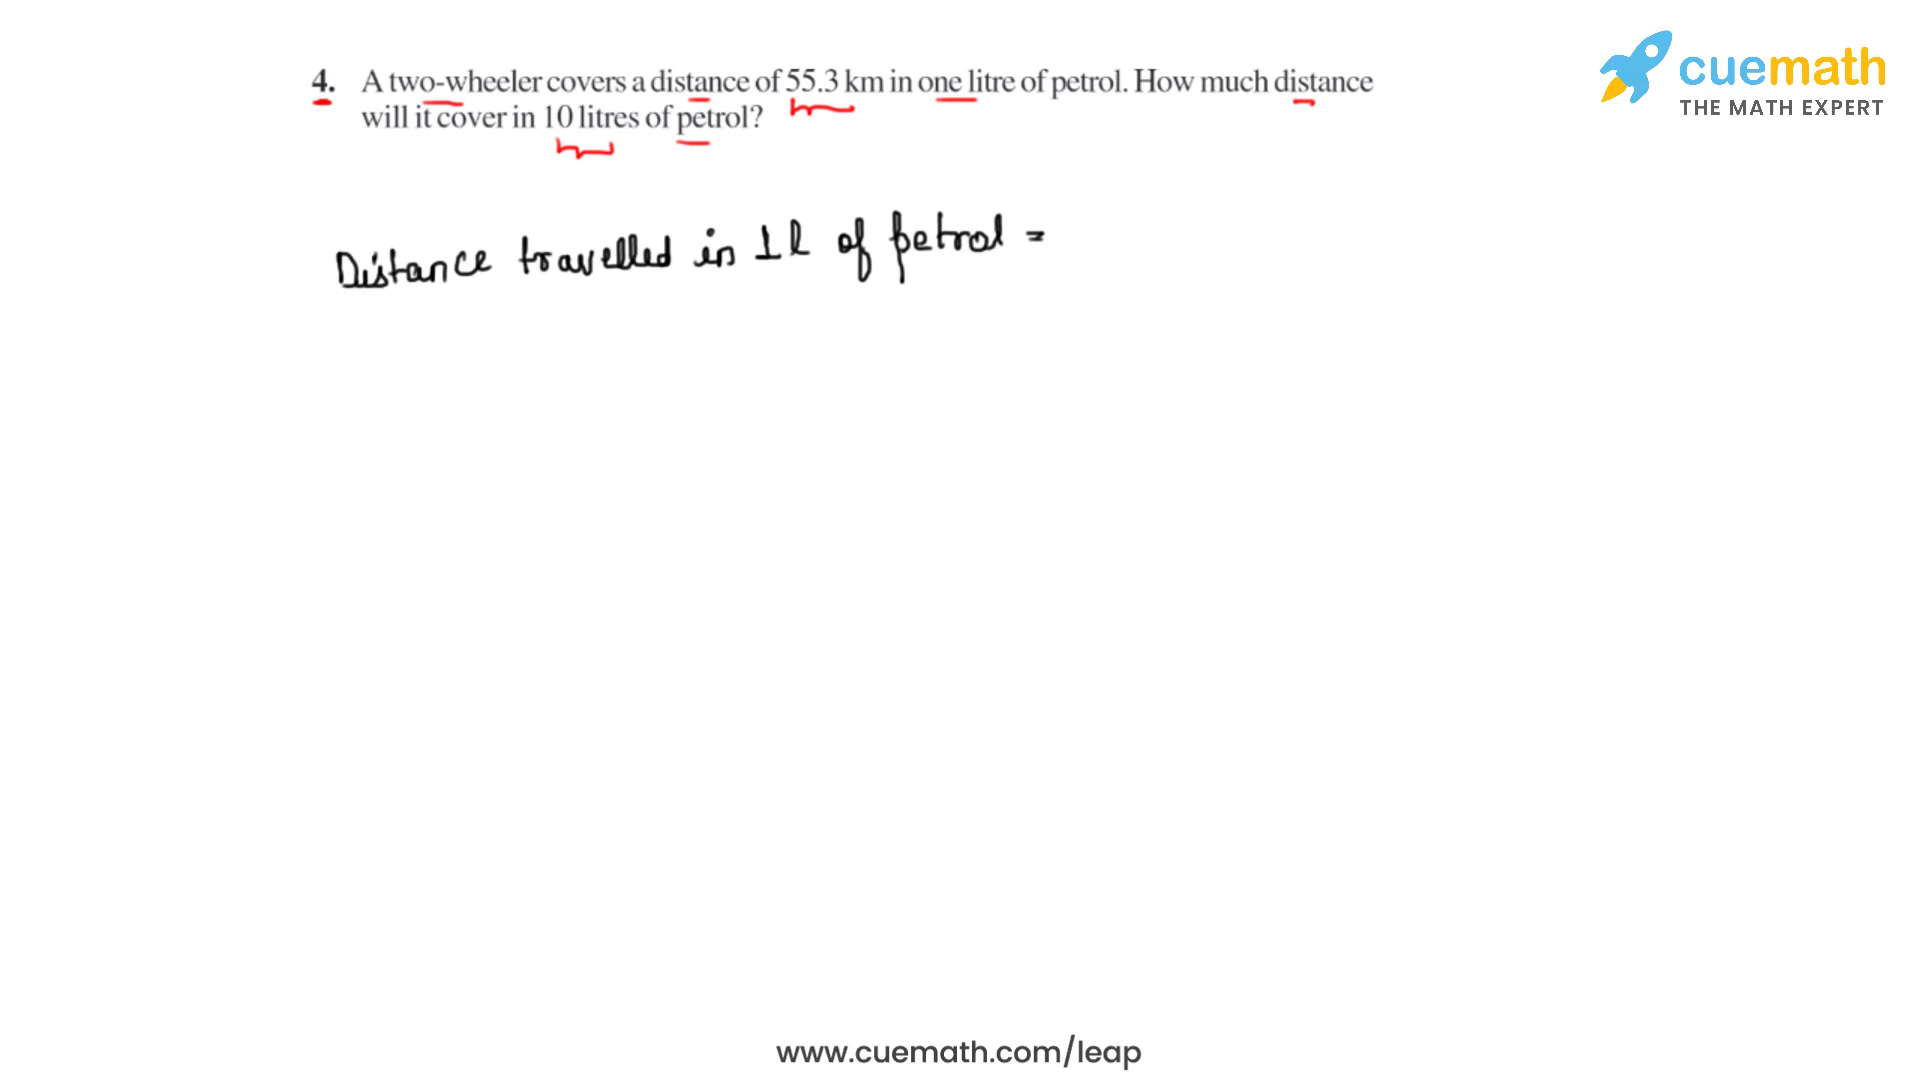 4. A two-wheeler covers a distance of 55.3 km in one litre of petrol. How much distance
will it cover in 10 litres of petrol?
cuemath
THE MATH EXPERT
Distance travelled in 1 l of petrol =
www.cuemath.com/leap